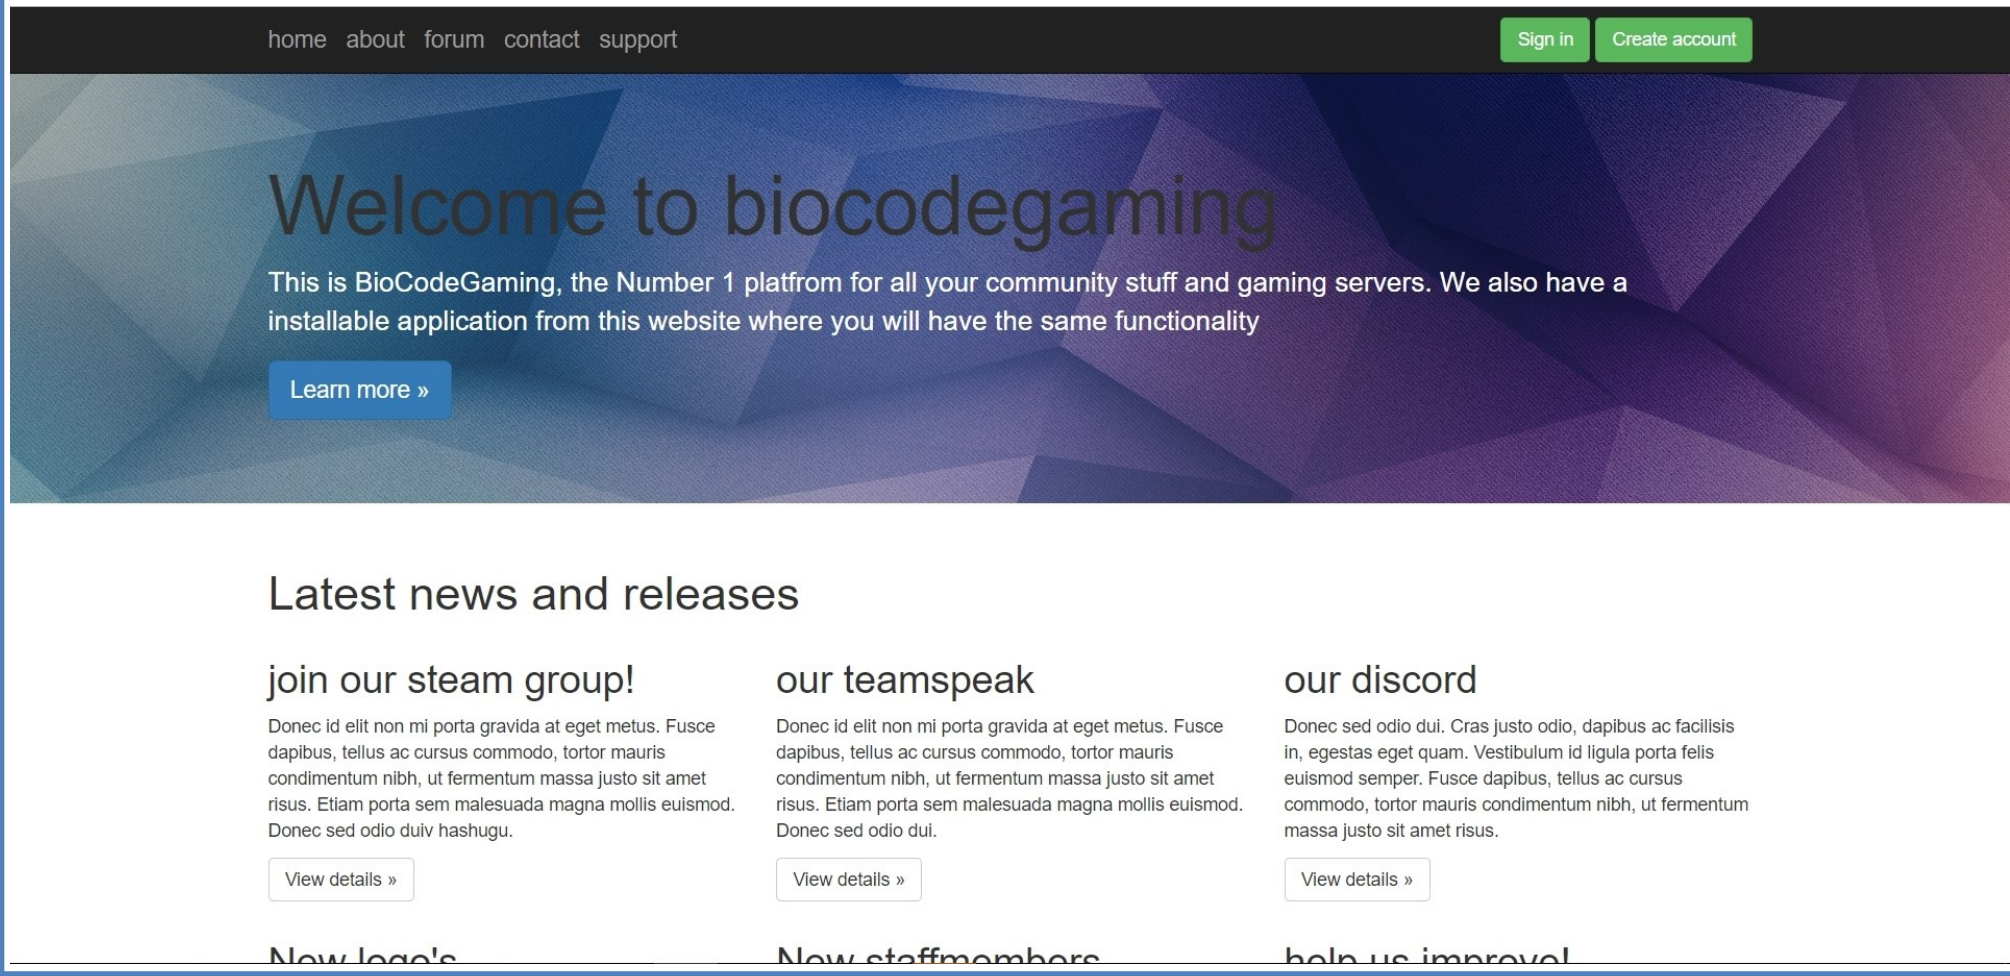 home about forum contact support Sign in Create account
Welcome to biocodegaming
This is BioCodeGaming, the Number 1 platfrom for all your community stuff and gaming servers. We also have a
installable application from this website where you will have the same functionality
Learn more »
Latest news and releases
join our steam group!
Donec id elit non mi porta gravida at eget metus. Fusce
dapibus, tellus ac cursus commodo, tortor mauris
condimentum nibh, ut fermentum massa justo sit amet
risus. Etiam porta sem malesuada magna mollis euismod.
Donec sed odio duiv hashugu.
View details »
our teamspeak
Donec id elit non mi porta gravida at eget metus. Fusce
dapibus, tellus ac cursus commodo, tortor mauris
condimentum nibh, ut fermentum massa justo sit amet
risus. Etiam porta sem malesuada magna mollis euismod.
Donec sed odio dui.
View details »
our discord
Donec sed odio dui. Cras justo odio, dapibus ac facilisis
in, egestas eget quam. Vestibulum id ligula porta felis
euismod semper. Fusce dapibus, tellus ac cursus
commodo, tortor mauris condimentum nibh, ut fermentum
massa justo sit amet risus.
View details »
New logo's
New staffmembers
help us improve!